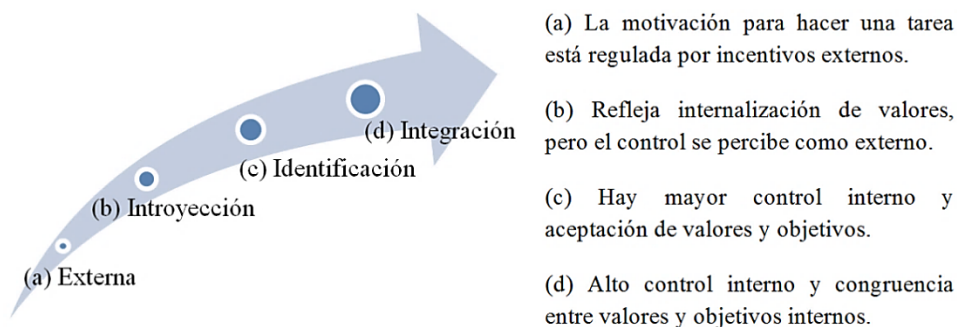 (d) Integración
(c) Identificación
(b) Introyección
(a) Externa
(a) La motivación para hacer una tarea
está regulada por incentivos externos.
(b) Refleja internalización de valores,
pero el control se percibe como externo.
(c) Hay mayor control interno y
aceptación de valores y objetivos.
(d) Alto control interno y congruencia
entre valores y objetivos internos.